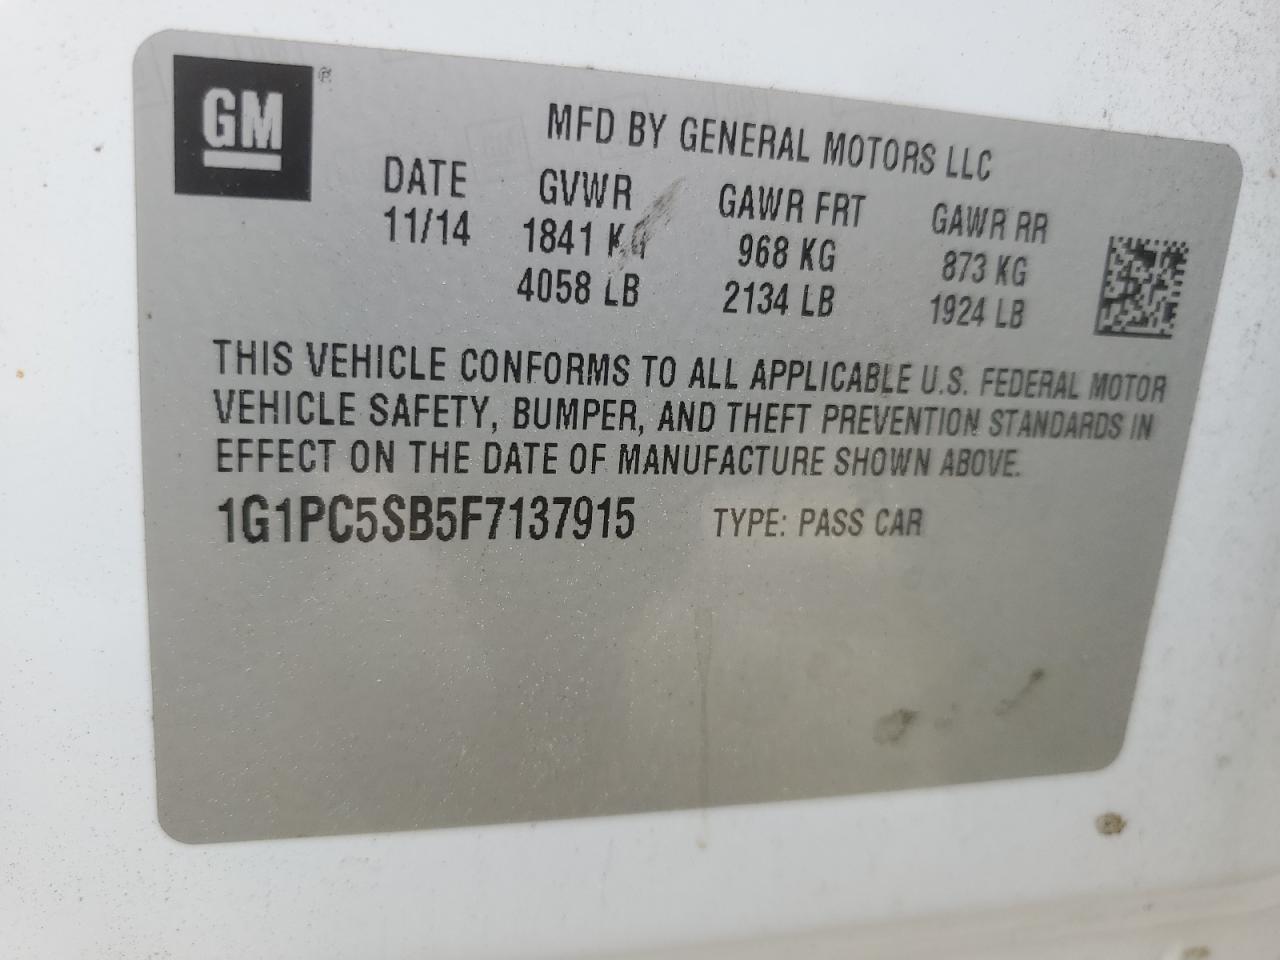 GM ®
MFD BY GENERAL MOTORS LLC
DATE GVWR GAWR FRT GAWR RR
11/14 1841 KG 968 KG 873 KG
4058 LB 2134 LB 1924 LB
THIS VEHICLE CONFORMS TO ALL APPLICABLE U.S. FEDERAL MOTOR
VEHICLE SAFETY, BUMPER, AND THEFT PREVENTION STANDARDS IN
EFFECT ON THE DATE OF MANUFACTURE SHOWN ABOVE.
1G1PC5SB5F7137915 TYPE: PASS CAR